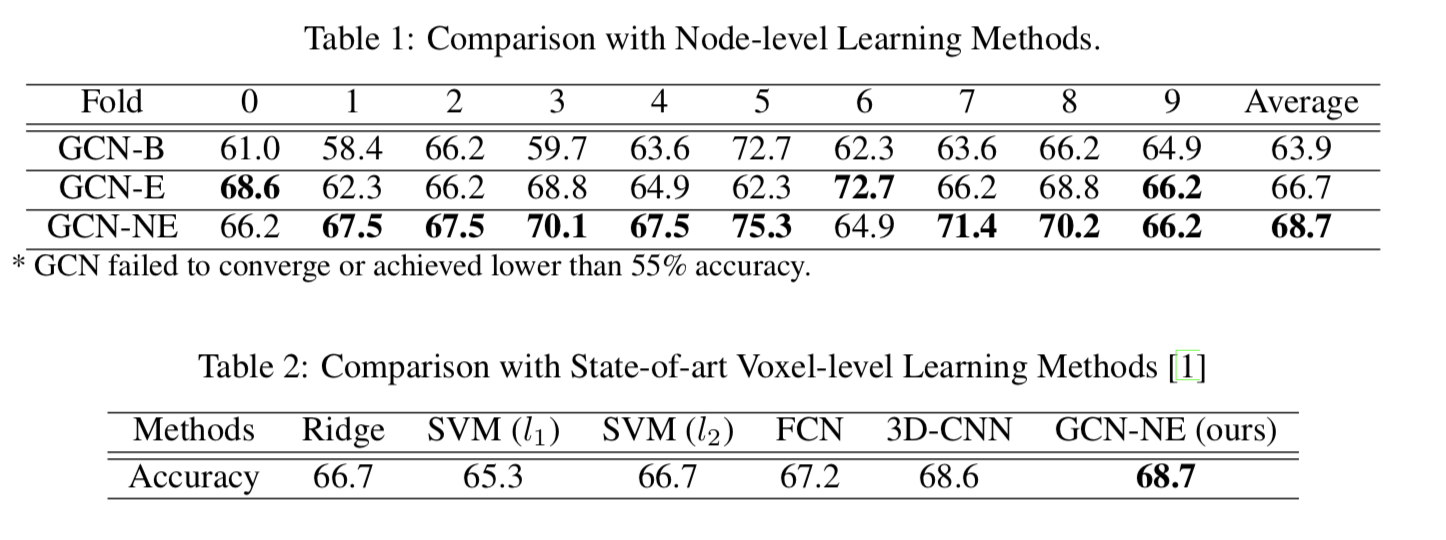 Table 1: Comparison with Node-level Learning Methods.
Fold 0 1 2 3 4 5 6 7 8 9 Average
GCN-B 61.0 58.4 66.2 59.7 63.6 72.7 62.3 63.6 66.2 64.9 63.9
GCN-E 68.6 62.3 66.2 68.8 64.9 62.3 72.7 66.2 68.8 66.2 66.7
GCN-NE 66.2 67.5 67.5 70.1 67.5 75.3 64.9 71.4 70.2 66.2 68.7
* GCN failed to converge or achieved lower than 55% accuracy.
Table 2: Comparison with State-of-art Voxel-level Learning Methods [1]
Methods Ridge SVM (l₁) SVM (l₂) FCN 3D-CNN GCN-NE (ours)
Accuracy 66.7 65.3 66.7 67.2 68.6 68.7